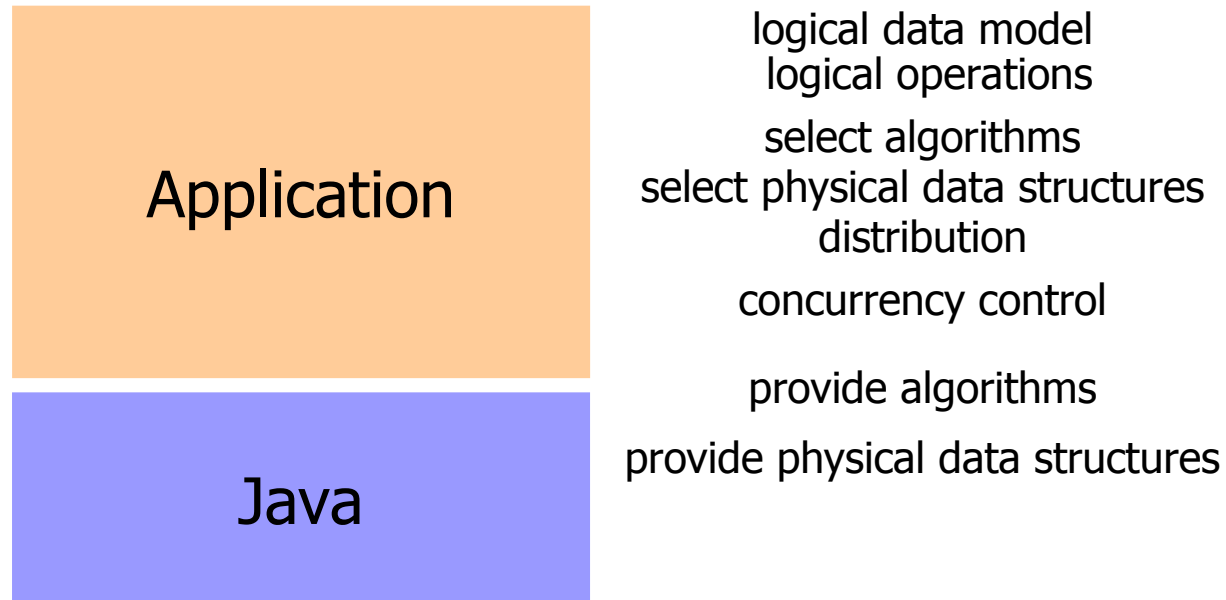 Application
Java
logical data model
logical operations
select algorithms
select physical data structures
distribution
concurrency control
provide algorithms
provide physical data structures